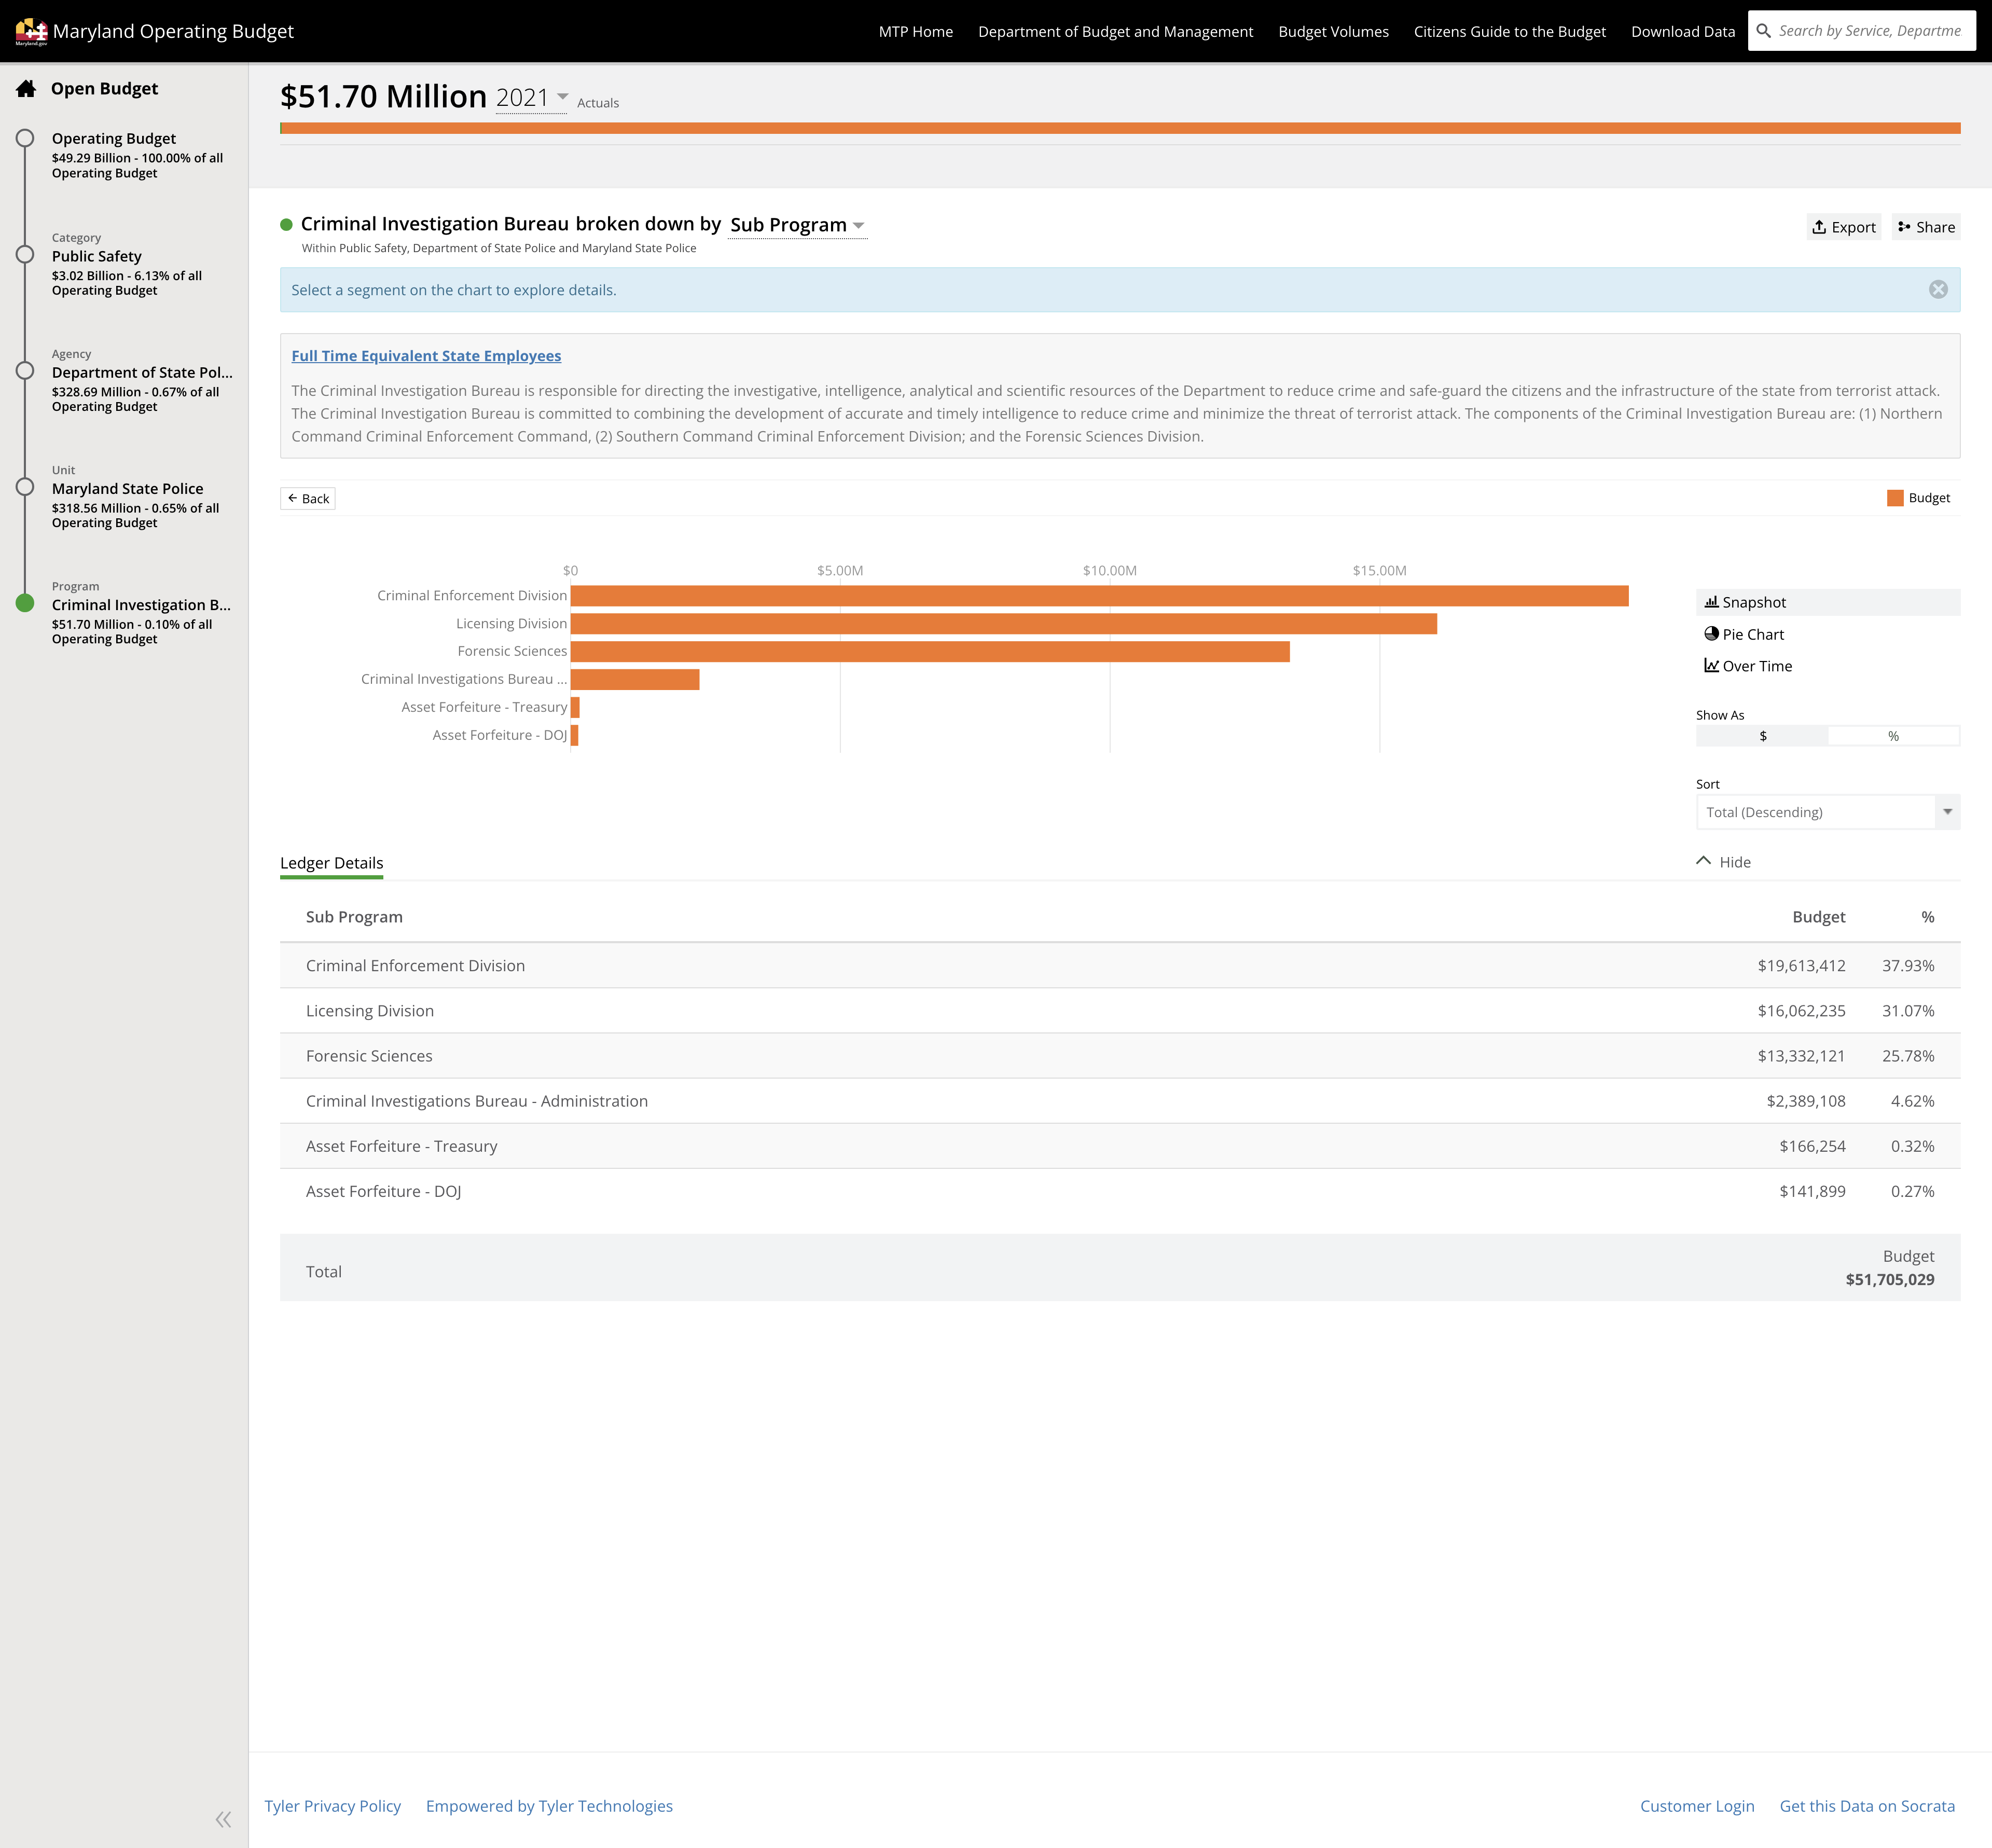 Maryland.gov
Maryland Operating Budget
MTP Home
Department of Budget and Management
Budget Volumes
Citizens Guide to the Budget
Download Data
Search by Service, Departme
Open Budget
Operating Budget
$49.29 Billion - 100.00% of all
Operating Budget
Category
Public Safety
$3.02 Billion - 6.13% of all
Operating Budget
Agency
Department of State Pol...
$328.69 Million - 0.67% of all
Operating Budget
Unit
Maryland State Police
$318.56 Million - 0.65% of all
Operating Budget
Program
Criminal Investigation B...
$51.70 Million - 0.10% of all
Operating Budget
$51.70 Million 2021 Actuals
Criminal Investigation Bureau broken down by Sub Program
Within Public Safety, Department of State Police and Maryland State Police
Export
Share
Select a segment on the chart to explore details.
Full Time Equivalent State Employees
The Criminal Investigation Bureau is responsible for directing the investigative, intelligence, analytical and scientific resources of the Department to reduce crime and safe-guard the citizens and the infrastructure of the state from terrorist attack.
The Criminal Investigation Bureau is committed to combining the development of accurate and timely intelligence to reduce crime and minimize the threat of terrorist attack. The components of the Criminal Investigation Bureau are: (1) Northern
Command Criminal Enforcement Command, (2) Southern Command Criminal Enforcement Division; and the Forensic Sciences Division.
Back
Budget
$0 $5.00M $10.00M $15.00M
Criminal Enforcement Division
Licensing Division
Forensic Sciences
Criminal Investigations Bureau ...
Asset Forfeiture - Treasury
Asset Forfeiture - DOJ
Snapshot
Pie Chart
Over Time
Show As
$ %
Sort
Total (Descending)
Ledger Details
Hide
Sub Program Budget %
Criminal Enforcement Division $19,613,412 37.93%
Licensing Division $16,062,235 31.07%
Forensic Sciences $13,332,121 25.78%
Criminal Investigations Bureau - Administration $2,389,108 4.62%
Asset Forfeiture - Treasury $166,254 0.32%
Asset Forfeiture - DOJ $141,899 0.27%
Budget
Total
$51,705,029
Tyler Privacy Policy
Empowered by Tyler Technologies
Customer Login
Get this Data on Socrata